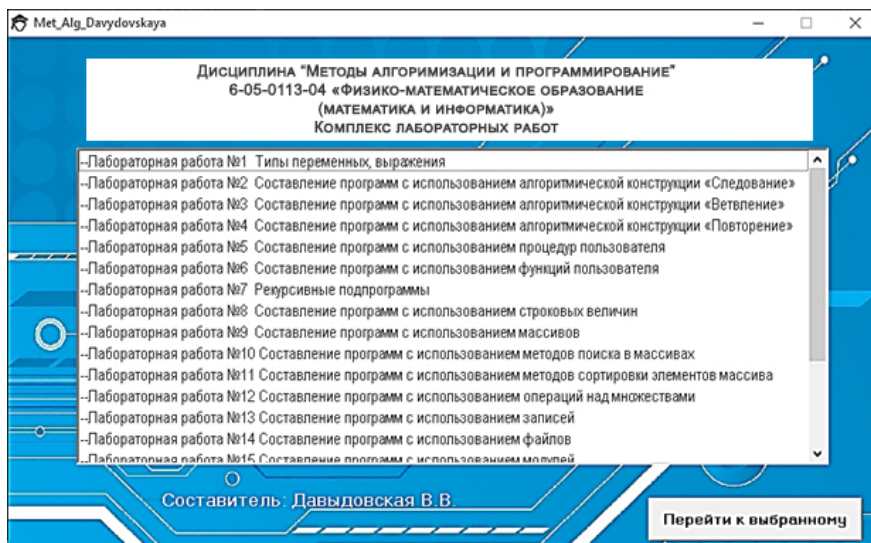 Met_Alg_Davydovskaya
Дисциплина "Методы алгоримизации и программирование"
6-05-0113-04 «Физико-математическое образование
(математика и информатика)»
Комплекс лабораторных работ
--Лабораторная работа №1 Типы переменных, выражения
--Лабораторная работа №2 Составление программ с использованием алгоритмической конструкции «Следование»
--Лабораторная работа №3 Составление программ с использованием алгоритмической конструкции «Ветвление»
--Лабораторная работа №4 Составление программ с использованием алгоритмической конструкции «Повторение»
--Лабораторная работа №5 Составление программ с использованием процедур пользователя
--Лабораторная работа №6 Составление программ с использованием функций пользователя
--Лабораторная работа №7 Рекурсивные подпрограммы
--Лабораторная работа №8 Составление программ с использованием строковых величин
--Лабораторная работа №9 Составление программ с использованием массивов
--Лабораторная работа №10 Составление программ с использованием методов поиска в массивах
--Лабораторная работа №11 Составление программ с использованием методов сортировки элементов массива
--Лабораторная работа №12 Составление программ с использованием операций над множествами
--Лабораторная работа №13 Составление программ с использованием записей
--Лабораторная работа №14 Составление программ с использованием файлов
--Лабораторная работа №15 Составление программ с использованием модулей
Составитель: Давыдовская В.В.
Перейти к выбранному